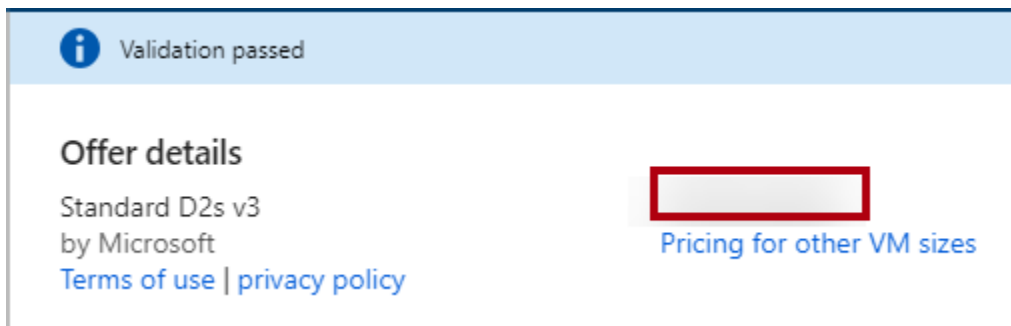 Validation passed
Offer details
Standard D2s v3
by Microsoft
Pricing for other VM sizes
Terms of use | privacy policy